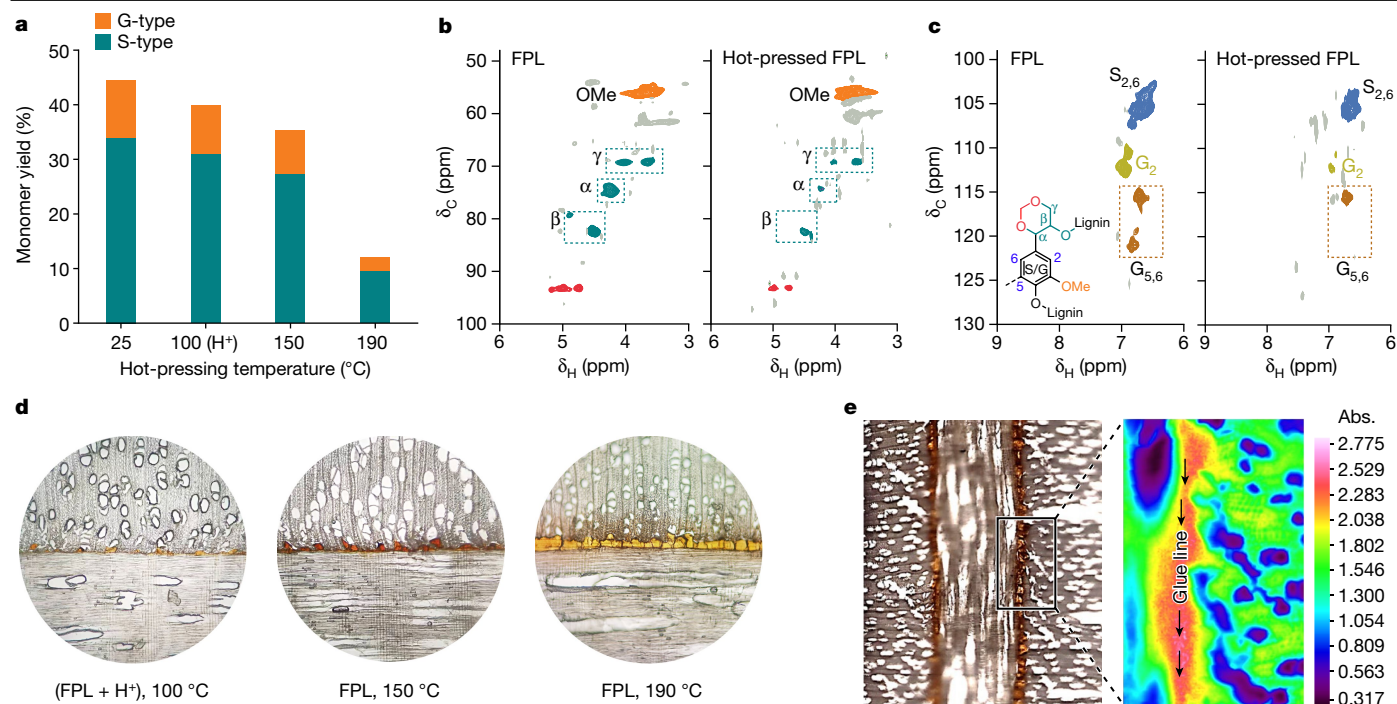 a
G-type
S-type
50
40
30
20
10
0
Monomer yield (%)
25
100 (H⁺)
150
190
Hot-pressing temperature (°C)
b
FPL
Hot-pressed FPL
50
60
70
80
90
100
δC (ppm)
OMe
γ
α
β
OMe
γ
α
β
6 5 4 3
6 5 4 3
δH (ppm)
δH (ppm)
c
FPL
Hot-pressed FPL
100
105
110
115
120
125
130
δC (ppm)
S2,6
G2
G5,6
S2,6
G2
G5,6
O
O
γ
β
α
O
Lignin
6
2
S/G
5
OMe
O
Lignin
9 8 7 6
9 8 7 6
δH (ppm)
δH (ppm)
d
(FPL + H⁺), 100 °C
FPL, 150 °C
FPL, 190 °C
e
Glue line
Abs.
2.775
2.529
2.283
2.038
1.802
1.546
1.300
1.054
0.809
0.563
0.317